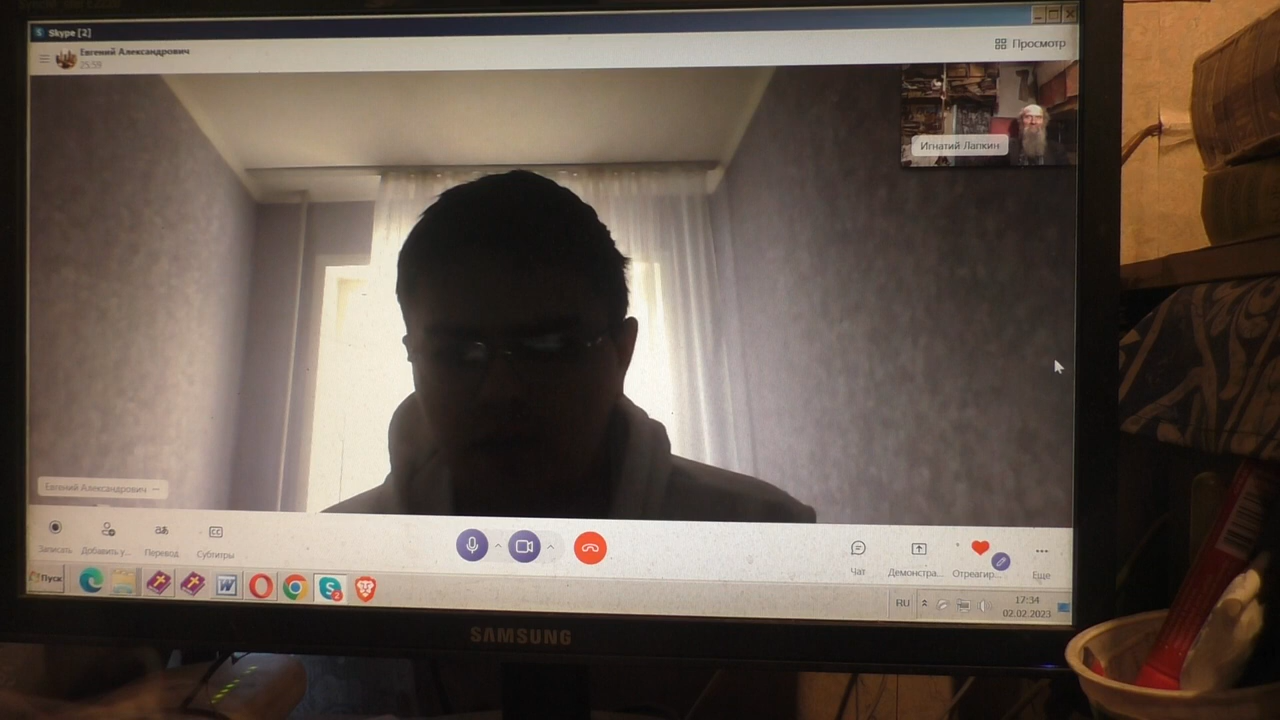 Skype [2]
Евгений Александрович
25:59
Просмотр
Игнатий Лапкин
Евгений Александрович
Записать
Добавить у...
Перевод
Субтитры
Чат
Демонстра...
Отреагир...
Еще
Пуск
RU
17:34
02.02.2023
SAMSUNG